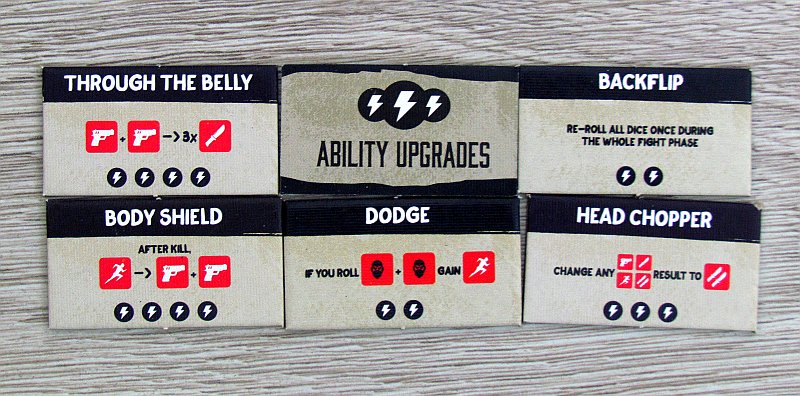 THROUGH THE BELLY
+ -> 3X
ABILITY UPGRADES
BACKFLIP
RE-ROLL ALL DICE ONCE DURING
THE WHOLE FIGHT PHASE
BODY SHIELD
AFTER KILL,
-> +
DODGE
IF YOU ROLL + GAIN
HEAD CHOPPER
CHANGE ANY RESULT TO